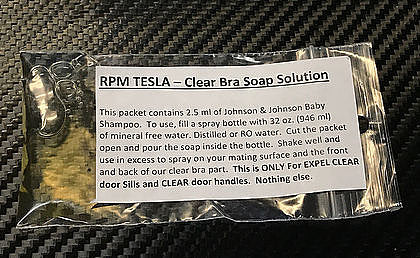 RPM TESLA – Clear Bra Soap Solution
This packet contains 2.5 ml of Johnson & Johnson Baby
Shampoo. To use, fill a spray bottle with 32 oz. (946 ml)
of mineral free water. Distilled or RO water. Cut the packet
open and pour the soap inside the bottle. Shake well and
use in excess to spray on your mating surface and the front
and back of our clear bra part. This is ONLY For EXPEL CLEAR
door Sills and CLEAR door handles. Nothing else.